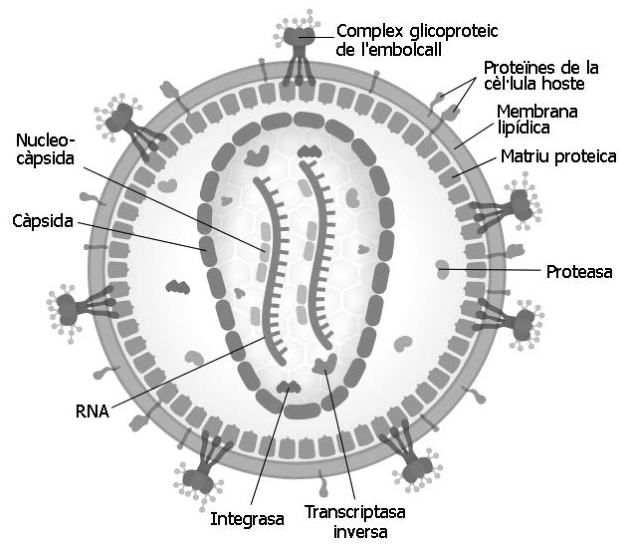 Complex glicoproteic
de l'embolcall
Proteïnes de la
cèl·lula hoste
Membrana
lipídica
Matriu proteica
Nucleo-
càpsida
Càpsida
Proteasa
RNA
Integrasa
Transcriptasa
inversa